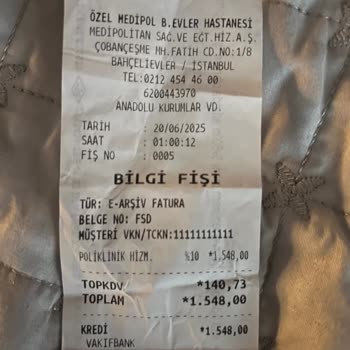 ÖZEL MEDİPOL B.EVLER HASTANESİ
MEDİPOLİTAN SAĞ.VE EĞT.HİZ.A.Ş.
ÇOBANÇEŞME MH.FATIH CD.NO:1/8
BAHÇELİEVLER / İSTANBUL
TEL:0212 454 46 00
6200443970
ANADOLU KURUMLAR VD.
TARİH : 20/06/2025
SAAT : 01:00:12
FİŞ NO : 0005
BİLGİ FİŞİ
TÜR: E-ARŞİV FATURA
BELGE NO: FSD
MÜŞTERİ VKN/TCKN:11111111111
POLİKLİNİK HİZM. %10 *1.548,00
TOPKDV *140,73
TOPLAM *1.548,00
KREDİ *1.548,00
VAKIFBANK